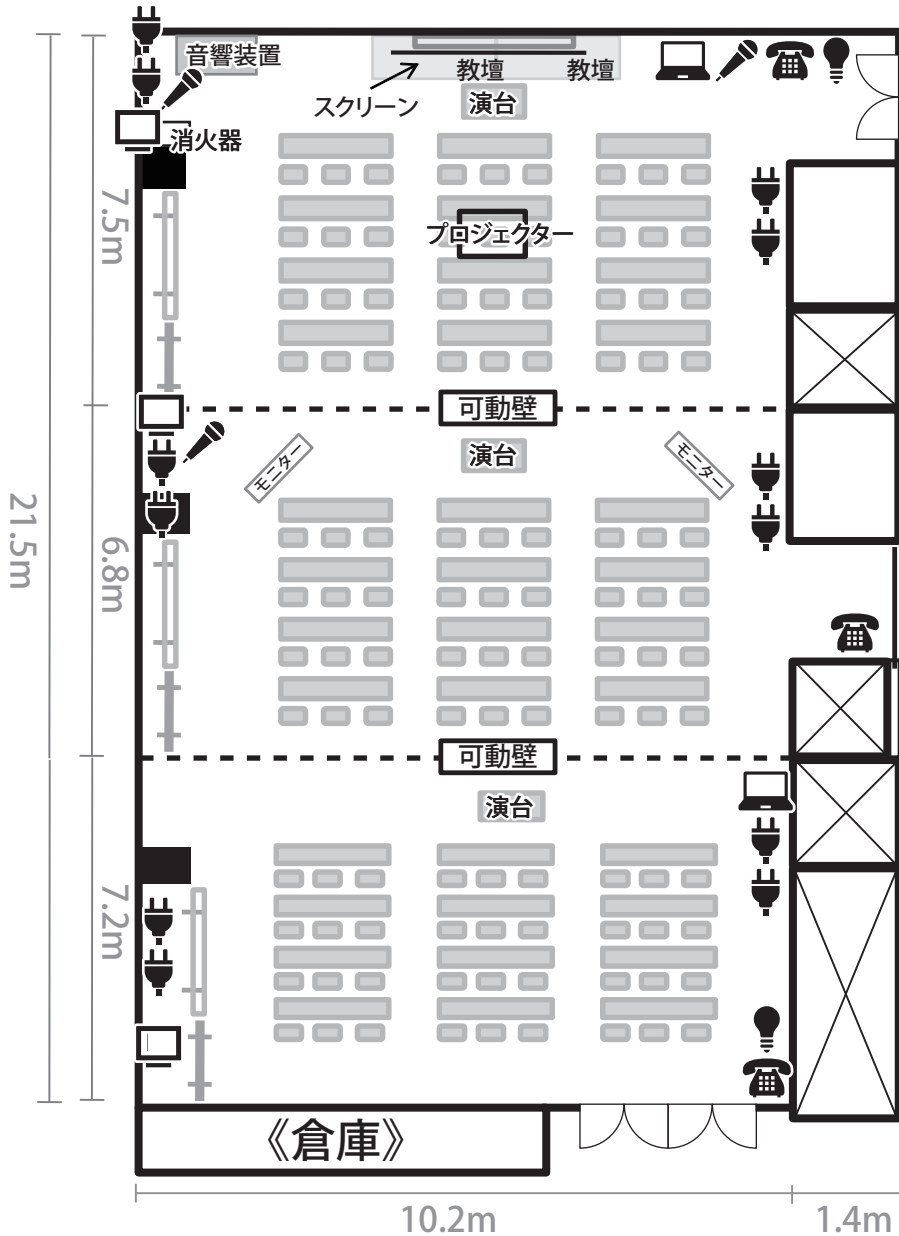 音響装置
教壇
教壇
スクリーン
演台
消火器
プロジェクター
7.5m
可動壁
演台
モニター
モニター
21.5m
6.8m
可動壁
演台
7.2m
《倉庫》
10.2m
1.4m